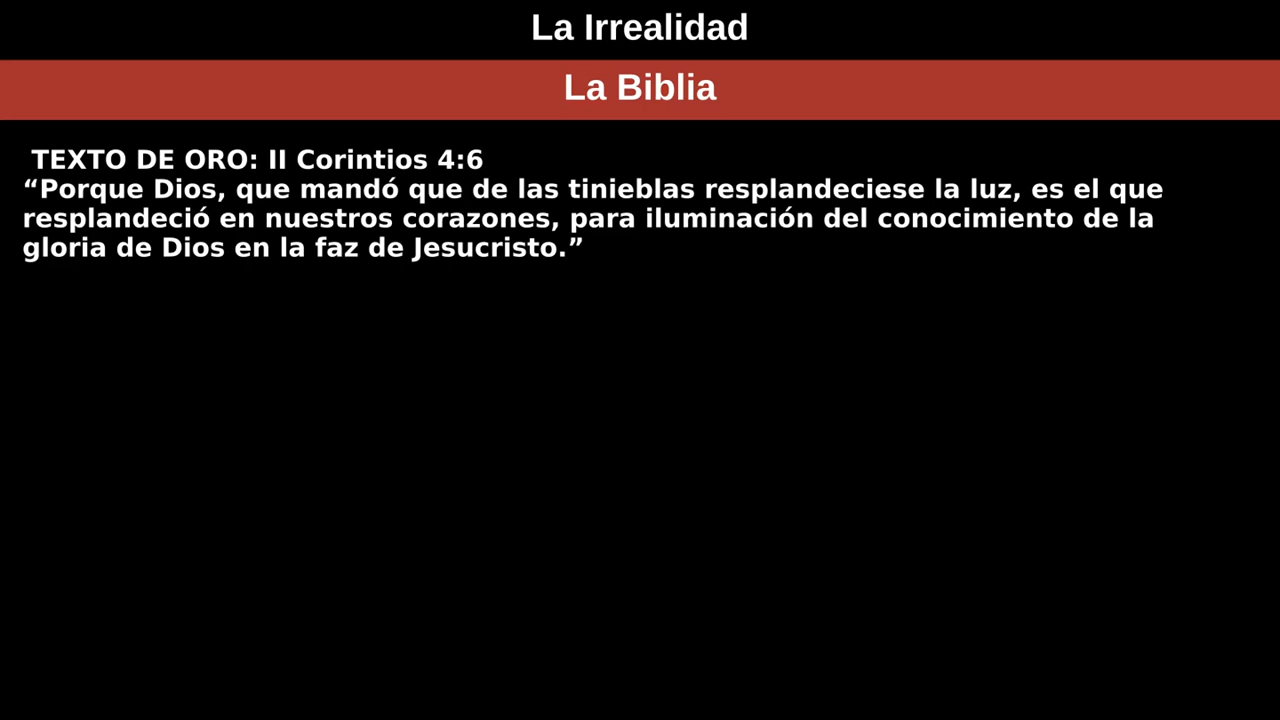 La Irrealidad
La Biblia
TEXTO DE ORO: II Corintios 4:6
“Porque Dios, que mandó que de las tinieblas resplandeciese la luz, es el que
resplandeció en nuestros corazones, para iluminación del conocimiento de la
gloria de Dios en la faz de Jesucristo.”